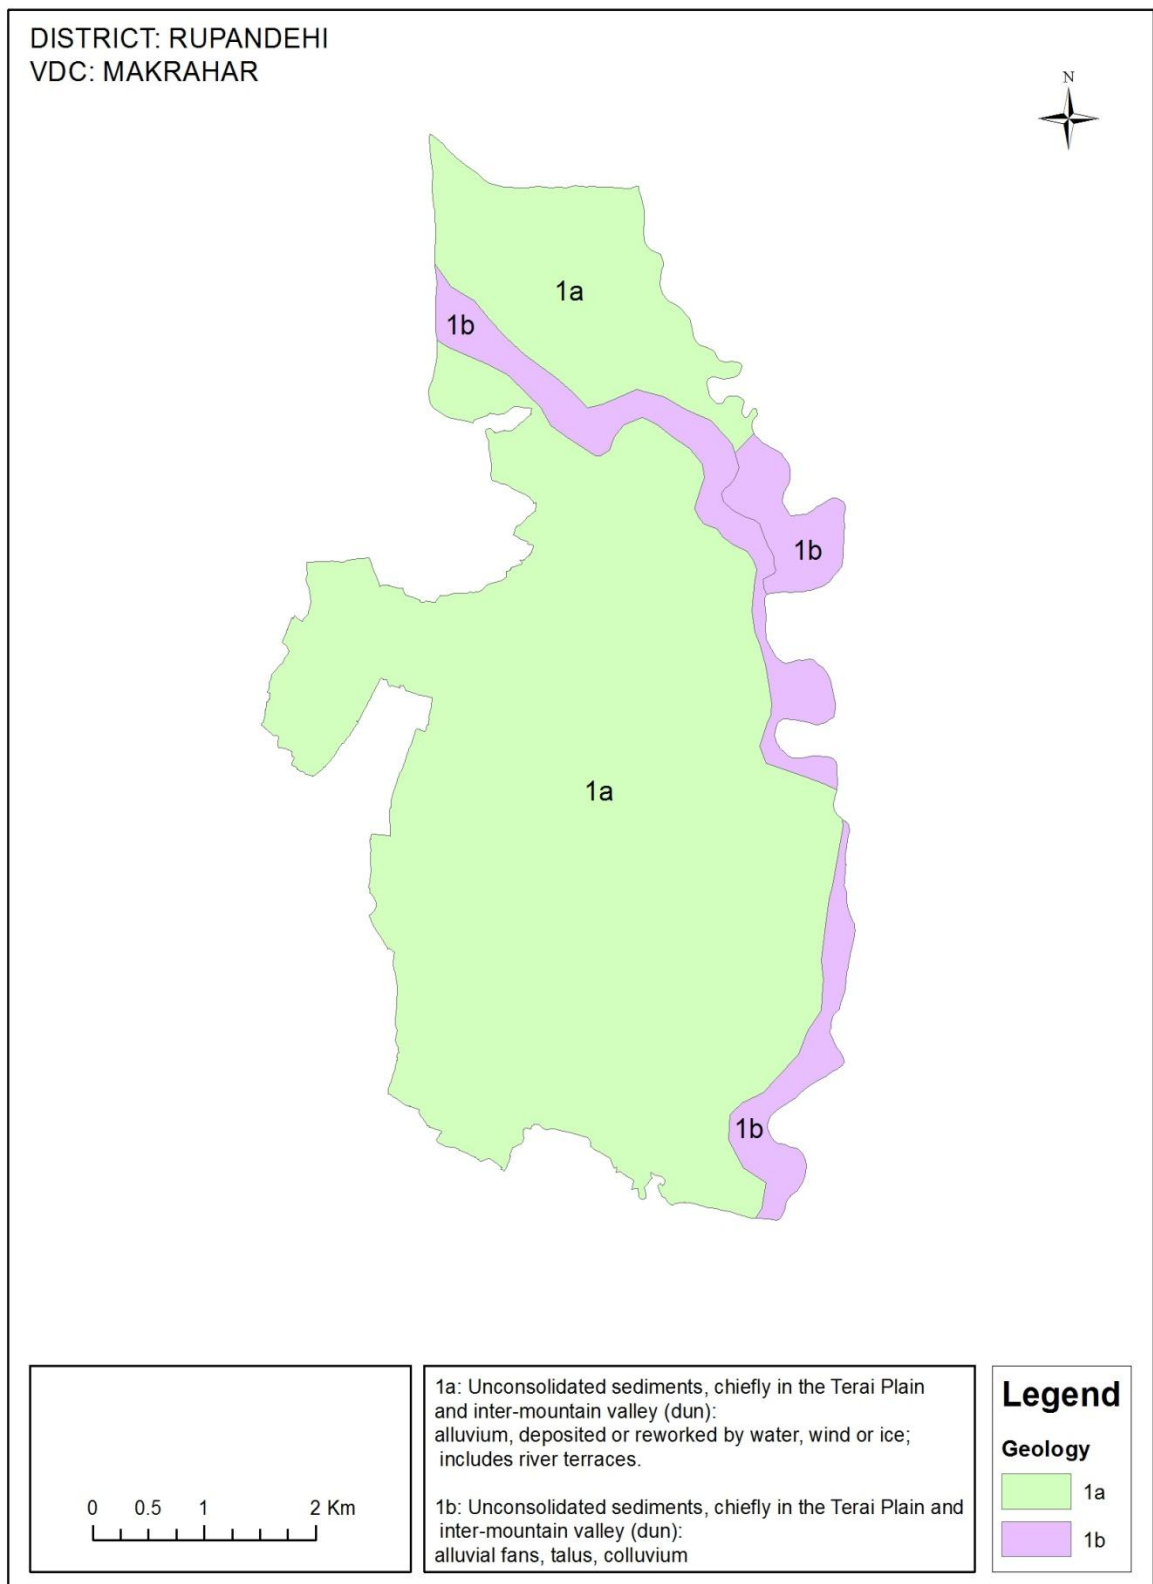 DISTRICT: RUPANDEHI
VDC: MAKRAHAR
N
1a
1b
1b
1a
1b
0 0.5 1 2 Km
1a: Unconsolidated sediments, chiefly in the Terai Plain
and inter-mountain valley (dun):
alluvium, deposited or reworked by water, wind or ice;
includes river terraces.
1b: Unconsolidated sediments, chiefly in the Terai Plain and
inter-mountain valley (dun):
alluvial fans, talus, colluvium
Legend
Geology
1a
1b